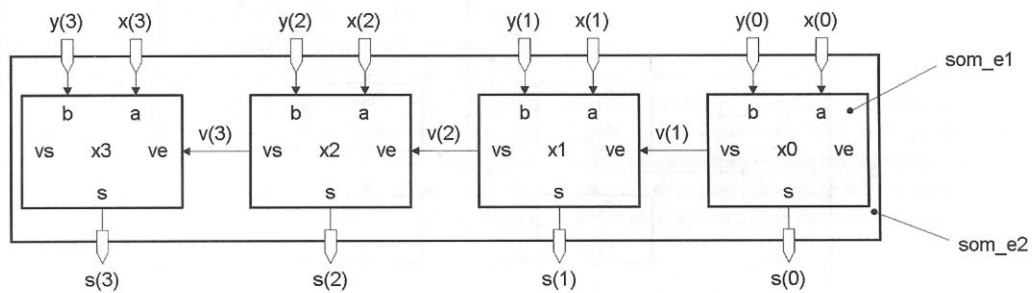 y(3) x(3) y(2) x(2) y(1) x(1) y(0) x(0)
som_e1
b a b a b a b a
v(3) v(2) v(1)
vs x3 ve vs x2 ve vs x1 ve vs x0 ve
s s s s
som_e2
s(3) s(2) s(1) s(0)